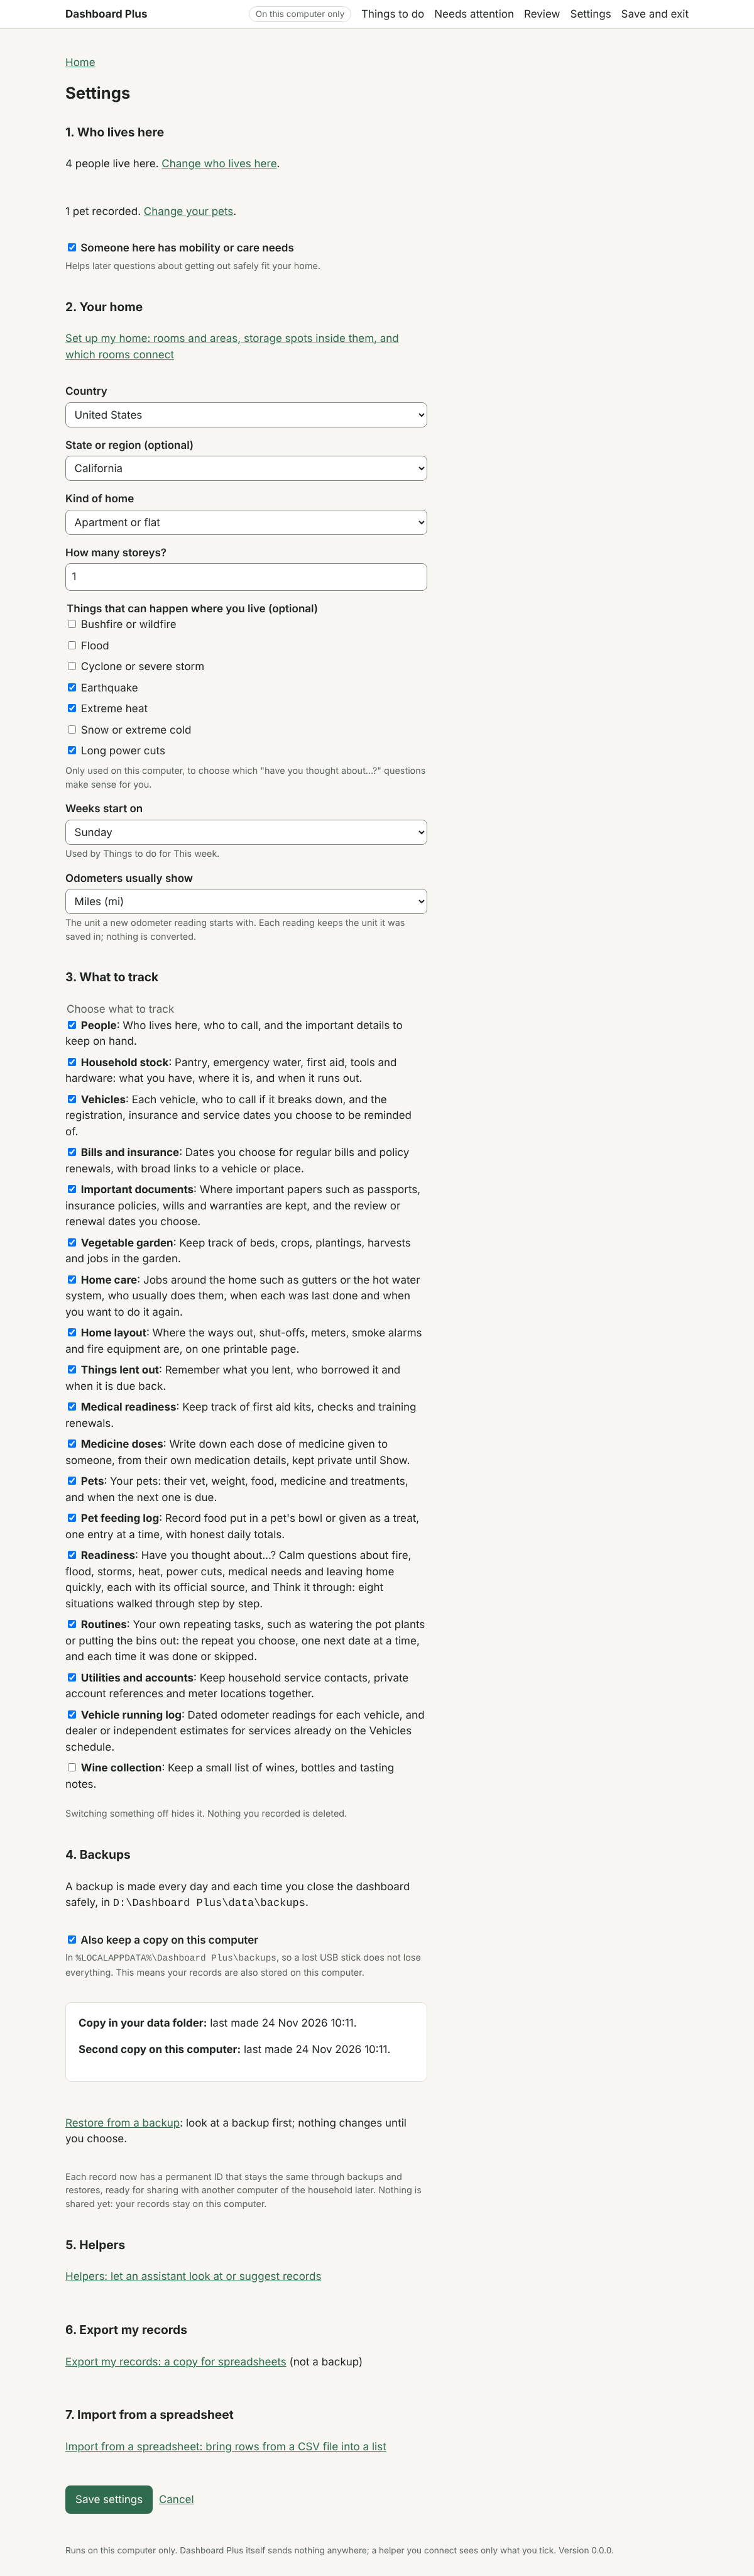 Dashboard Plus
On this computer only
Things to do
Needs attention
Review
Settings
Save and exit
Home
Settings
1. Who lives here
4 people live here. Change who lives here.
1 pet recorded. Change your pets.
Someone here has mobility or care needs
Helps later questions about getting out safely fit your home.
2. Your home
Set up my home: rooms and areas, storage spots inside them, and
which rooms connect
Country
United States
State or region (optional)
California
Kind of home
Apartment or flat
How many storeys?
1
Things that can happen where you live (optional)
Bushfire or wildfire
Flood
Cyclone or severe storm
Earthquake
Extreme heat
Snow or extreme cold
Long power cuts
Only used on this computer, to choose which "have you thought about...?" questions
make sense for you.
Weeks start on
Sunday
Used by Things to do for This week.
Odometers usually show
Miles (mi)
The unit a new odometer reading starts with. Each reading keeps the unit it was
saved in; nothing is converted.
3. What to track
Choose what to track
People: Who lives here, who to call, and the important details to
keep on hand.
Household stock: Pantry, emergency water, first aid, tools and
hardware: what you have, where it is, and when it runs out.
Vehicles: Each vehicle, who to call if it breaks down, and the
registration, insurance and service dates you choose to be reminded
of.
Bills and insurance: Dates you choose for regular bills and policy
renewals, with broad links to a vehicle or place.
Important documents: Where important papers such as passports,
insurance policies, wills and warranties are kept, and the review or
renewal dates you choose.
Vegetable garden: Keep track of beds, crops, plantings, harvests
and jobs in the garden.
Home care: Jobs around the home such as gutters or the hot water
system, who usually does them, when each was last done and when
you want to do it again.
Home layout: Where the ways out, shut-offs, meters, smoke alarms
and fire equipment are, on one printable page.
Things lent out: Remember what you lent, who borrowed it and
when it is due back.
Medical readiness: Keep track of first aid kits, checks and training
renewals.
Medicine doses: Write down each dose of medicine given to
someone, from their own medication details, kept private until Show.
Pets: Your pets: their vet, weight, food, medicine and treatments,
and when the next one is due.
Pet feeding log: Record food put in a pet's bowl or given as a treat,
one entry at a time, with honest daily totals.
Readiness: Have you thought about...? Calm questions about fire,
flood, storms, heat, power cuts, medical needs and leaving home
quickly, each with its official source, and Think it through: eight
situations walked through step by step.
Routines: Your own repeating tasks, such as watering the pot plants
or putting the bins out: the repeat you choose, one next date at a time,
and each time it was done or skipped.
Utilities and accounts: Keep household service contacts, private
account references and meter locations together.
Vehicle running log: Dated odometer readings for each vehicle, and
dealer or independent estimates for services already on the Vehicles
schedule.
Wine collection: Keep a small list of wines, bottles and tasting
notes.
Switching something off hides it. Nothing you recorded is deleted.
4. Backups
A backup is made every day and each time you close the dashboard
safely, in D:\Dashboard Plus\data\backups.
Also keep a copy on this computer
In %LOCALAPPDATA%\Dashboard Plus\backups, so a lost USB stick does not lose
everything. This means your records are also stored on this computer.
Copy in your data folder: last made 24 Nov 2026 10:11.
Second copy on this computer: last made 24 Nov 2026 10:11.
Restore from a backup: look at a backup first; nothing changes until
you choose.
Each record now has a permanent ID that stays the same through backups and
restores, ready for sharing with another computer of the household later. Nothing is
shared yet: your records stay on this computer.
5. Helpers
Helpers: let an assistant look at or suggest records
6. Export my records
Export my records: a copy for spreadsheets (not a backup)
7. Import from a spreadsheet
Import from a spreadsheet: bring rows from a CSV file into a list
Save settings
Cancel
Runs on this computer only. Dashboard Plus itself sends nothing anywhere; a helper you connect sees only what you tick. Version 0.0.0.